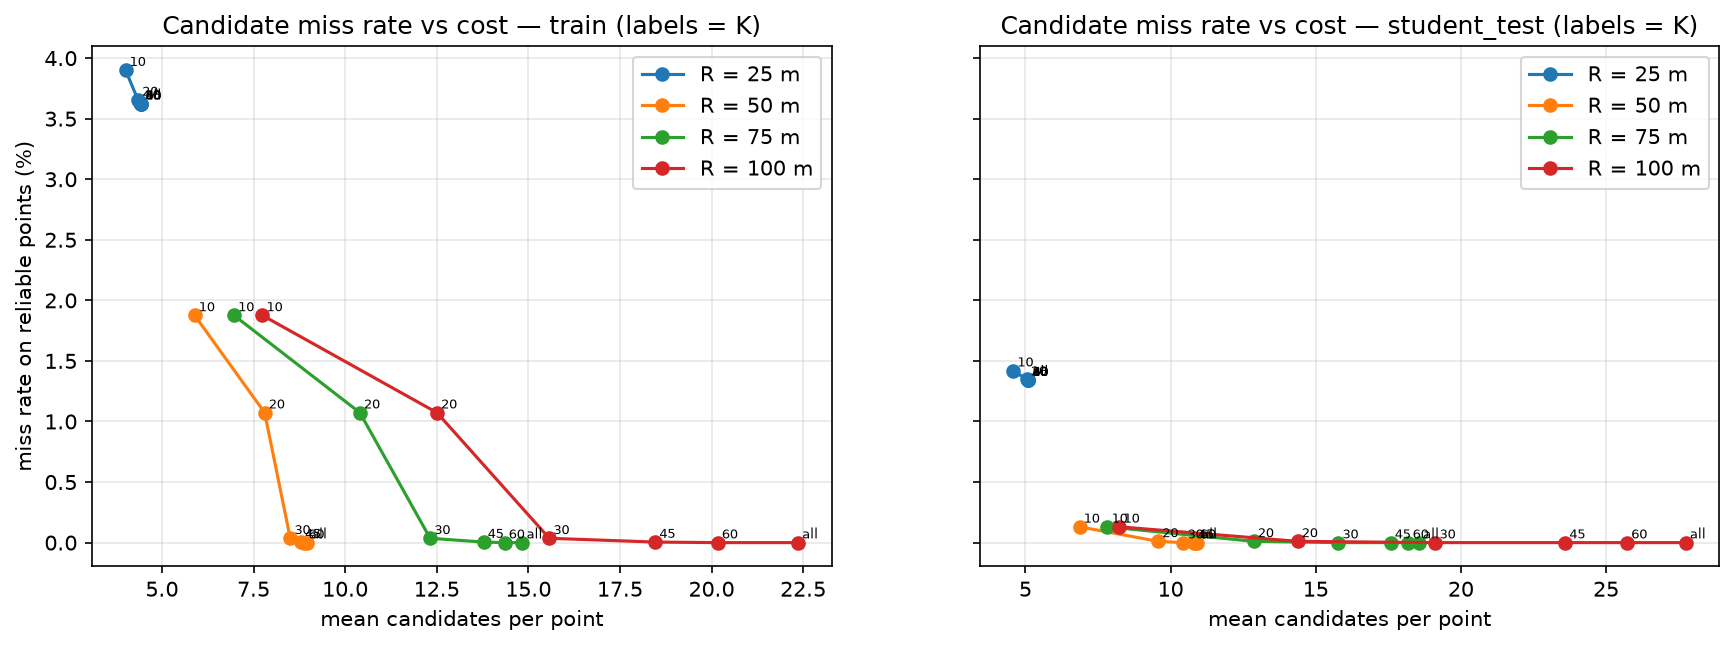 Candidate miss rate vs cost — train (labels = K)
miss rate on reliable points (%)
4.0
3.5
3.0
2.5
2.0
1.5
1.0
0.5
0.0
R = 25 m
R = 50 m
R = 75 m
R = 100 m
10
20
10
10
10
20
20
20
30
all
30
45
60
all
30
45
60
all
5.0 7.5 10.0 12.5 15.0 17.5 20.0 22.5
mean candidates per point
Candidate miss rate vs cost — student_test (labels = K)
R = 25 m
R = 50 m
R = 75 m
R = 100 m
10
10
10
10
20
20
20
30
45
60
all
30
45
60
all
5 10 15 20 25
mean candidates per point